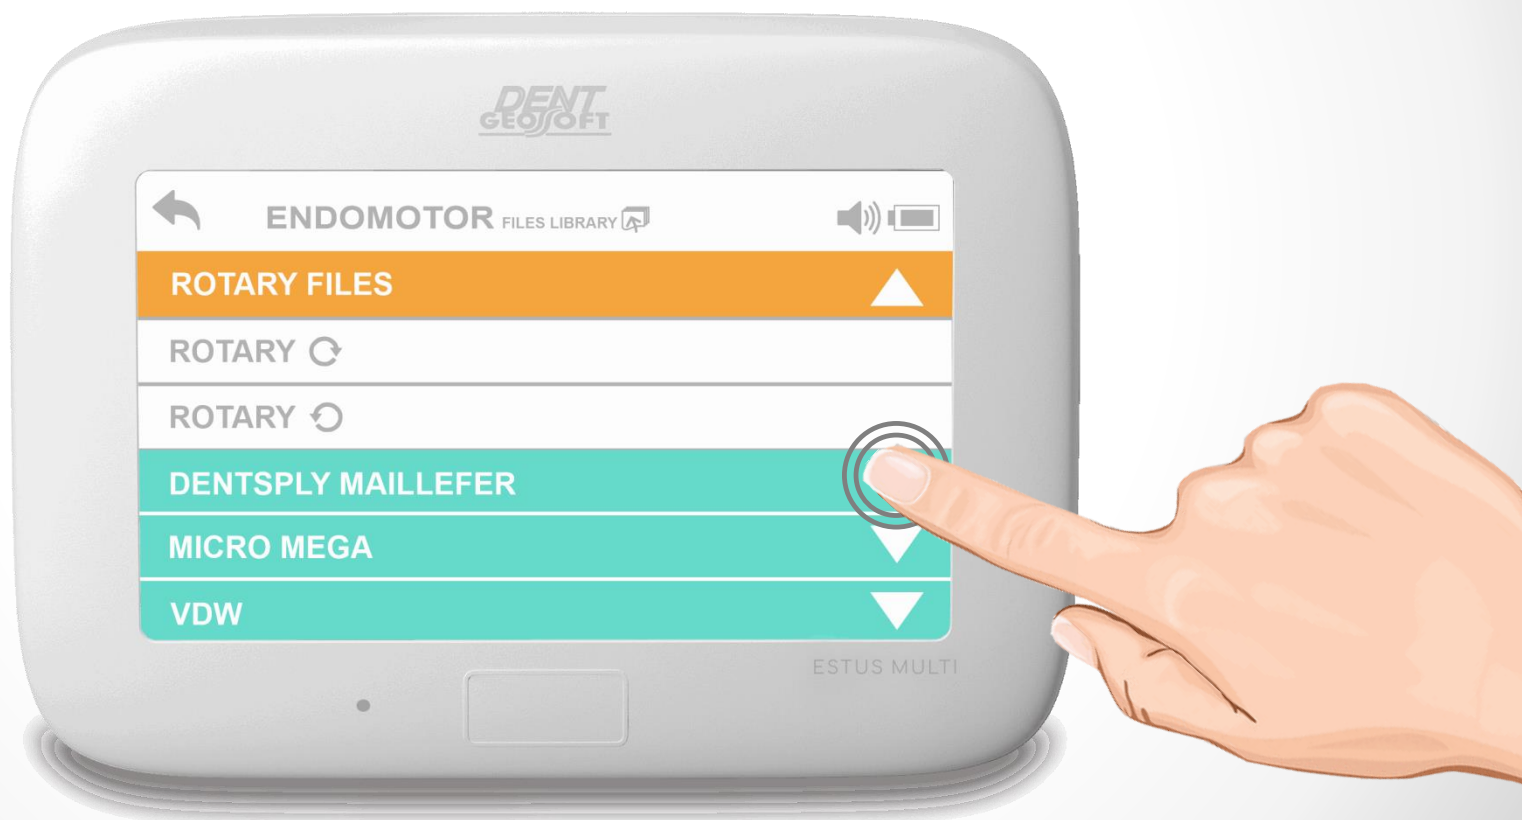 DENT
GEOSOFT
ENDOMOTOR FILES LIBRARY
ROTARY FILES
ROTARY
ROTARY
DENTSPLY MAILLEFER
MICRO MEGA
VDW
ESTUS MULTI